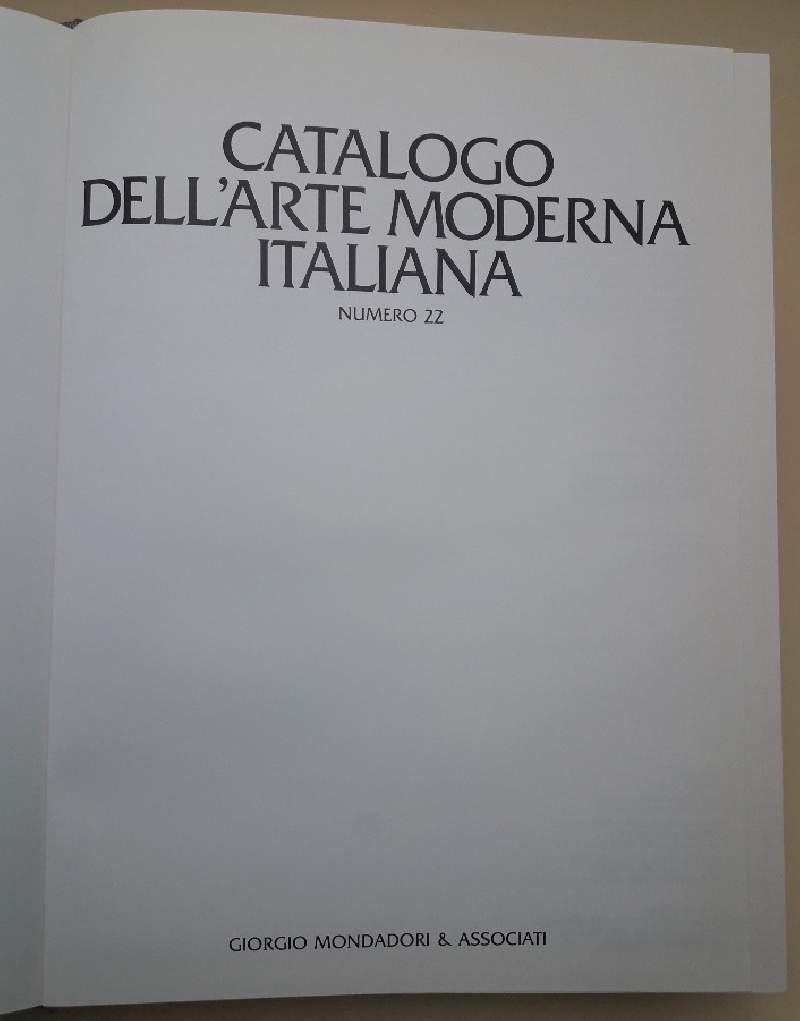 CATALOGO
DELL'ARTE MODERNA
ITALIANA
NUMERO 22
GIORGIO MONDADORI & ASSOCIATI